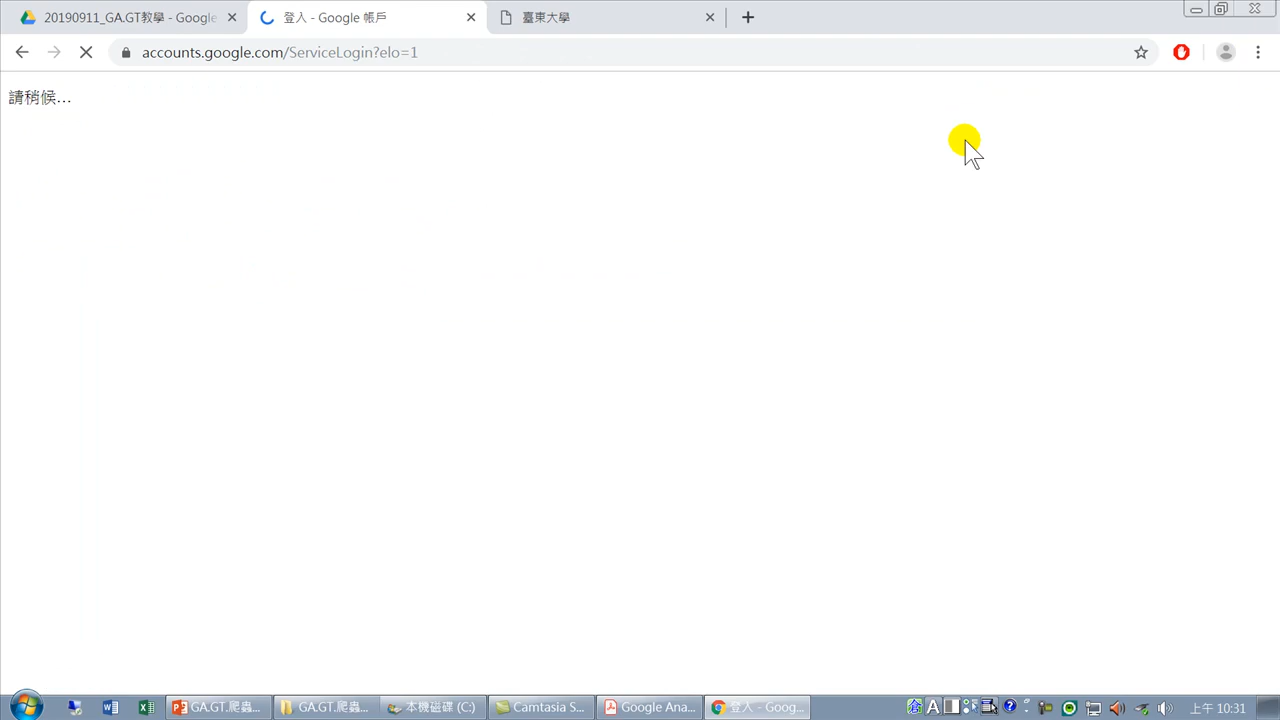 20190911_GA.GT教學 - Google
登入 - Google 帳戶
臺東大學
accounts.google.com/ServiceLogin?elo=1
請稍候...
GA.GT.爬蟲...
GA.GT.爬蟲...
本機磁碟 (C:)
Camtasia S...
Google Ana...
登入 - Goog...
A
上午 10:31